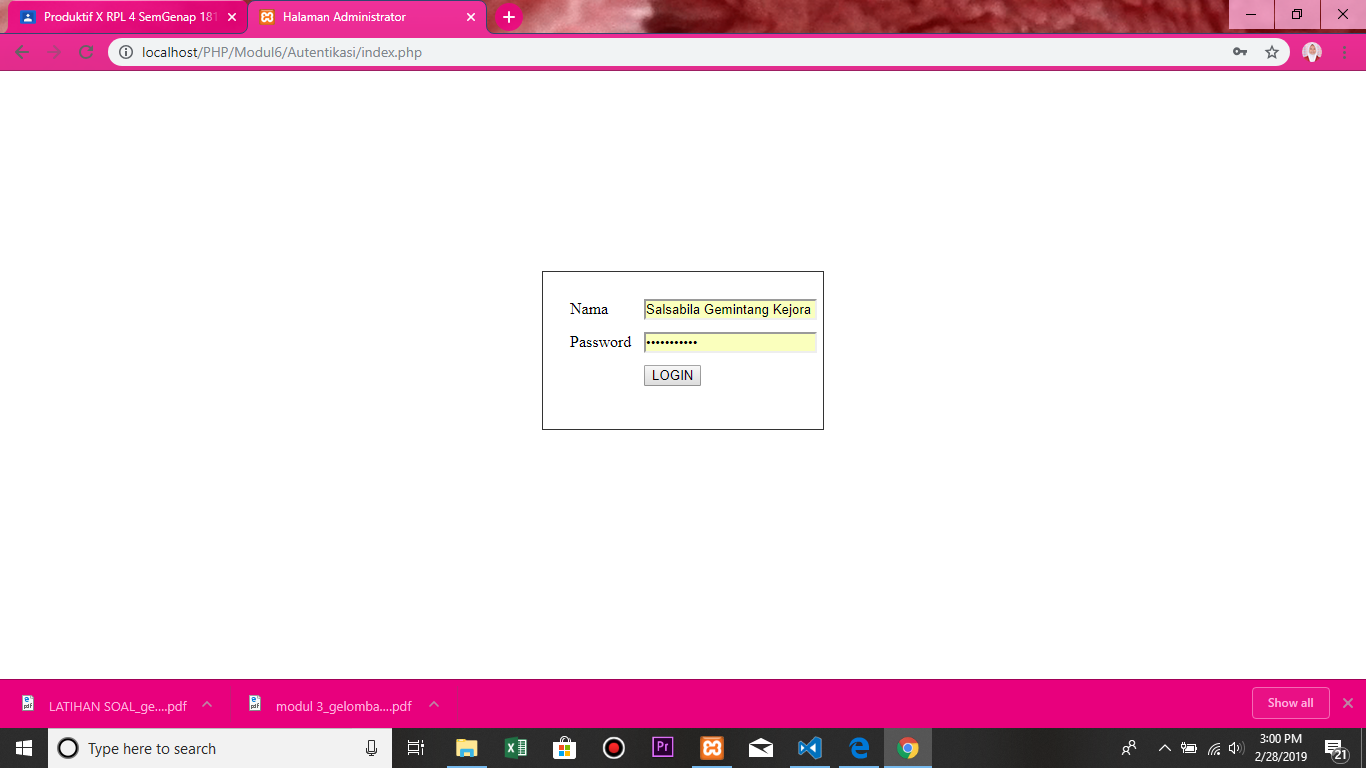 Produktif X RPL 4 SemGenap 181
Halaman Administrator
localhost/PHP/Modul6/Autentikasi/index.php
Nama
Salsabila Gemintang Kejora
Password
•••••••••••
LOGIN
LATIHAN SOAL_ge....pdf
modul 3_gelomba....pdf
Show all
Type here to search
Pr
3:00 PM
2/28/2019
21